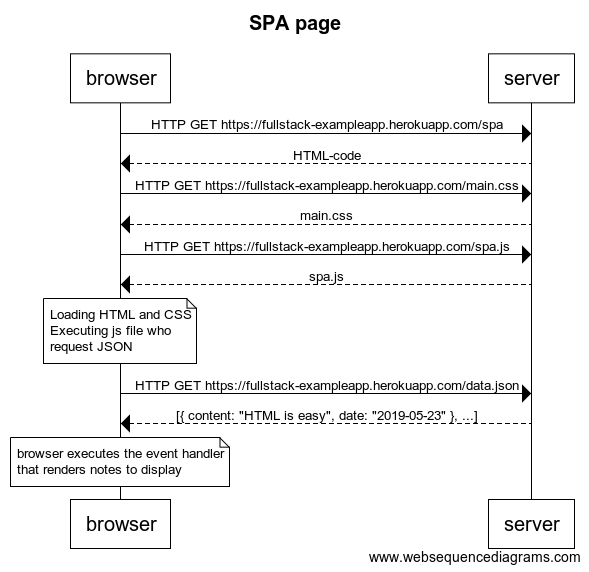 SPA page
browser
server
HTTP GET https://fullstack-exampleapp.herokuapp.com/spa
HTML-code
HTTP GET https://fullstack-exampleapp.herokuapp.com/main.css
main.css
HTTP GET https://fullstack-exampleapp.herokuapp.com/spa.js
spa.js
Loading HTML and CSS
Executing js file who
request JSON
HTTP GET https://fullstack-exampleapp.herokuapp.com/data.json
[{ content: "HTML is easy", date: "2019-05-23" }, ...]
browser executes the event handler
that renders notes to display
browser
server
www.websequencediagrams.com